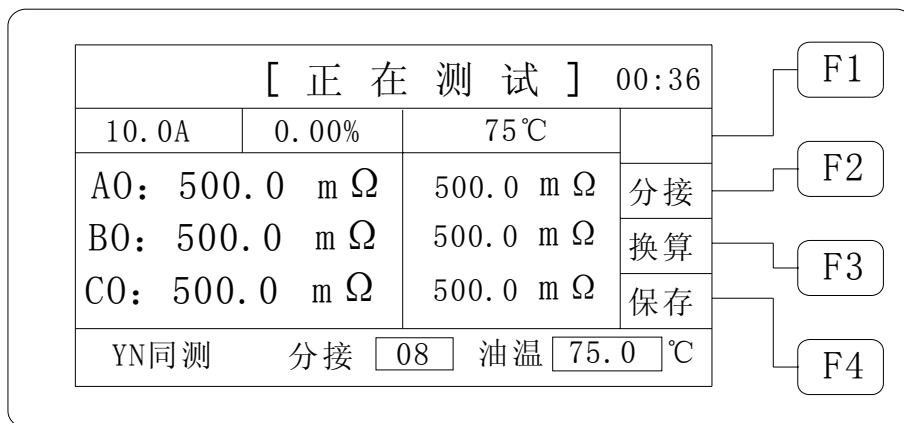 [ 正 在 测 试 ] 00:36 F1
10.0A 0.00% 75℃
AO: 500.0 mΩ 500.0 mΩ 分接 F2
BO: 500.0 mΩ 500.0 mΩ 换算 F3
CO: 500.0 mΩ 500.0 mΩ 保存
YN同测 分接 08 油温 75.0 ℃ F4